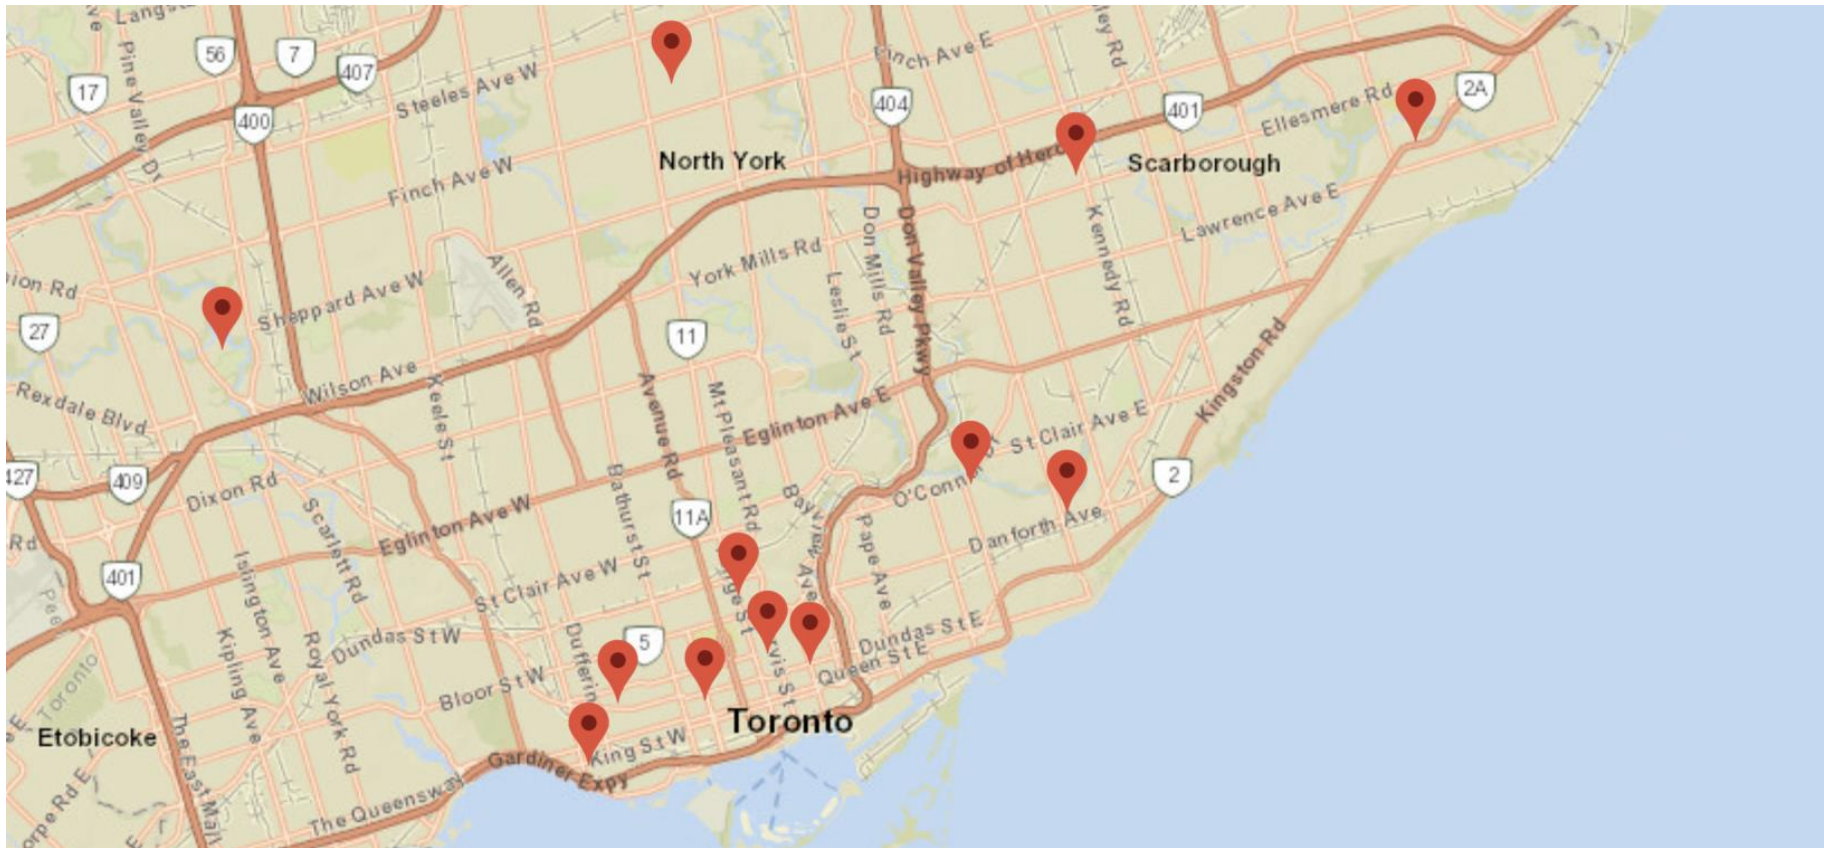 Langst
56
7
407
17
Pine Valley Dr
400
Steeles Ave W
Finch Ave E
404
401
2A
Ellesmere Rd
North York
Highway of Hero
Scarborough
Finch Ave W
Lawrence Ave E
Kennedy Rd
Don Valley Pkwy
Don Mills Rd
York Mills Rd
Leslie St
Allen Rd
Sheppard Ave W
27
11
Wilson Ave
Keele St
Rexdale Blvd
Avenue Rd
Mt Pleasant Rd
Eglinton Ave E
Kingston Rd
St Clair Ave E
427
409
Dixon Rd
2
O'Conn
Bathurst St
11A
Bayview Ave
Pape Ave
Danforth Ave
Eglinton Ave W
Scarlett Rd
Rd
401
Islington Ave
St Clair Ave W
Dundas St W
5
Dufferin
Dundas St E
Queen St E
Kipling Ave
Royal York Rd
Bloor St W
Toronto
Toronto
Etobicoke
King St W
Gardiner Expy
The Queensway
The East Mall